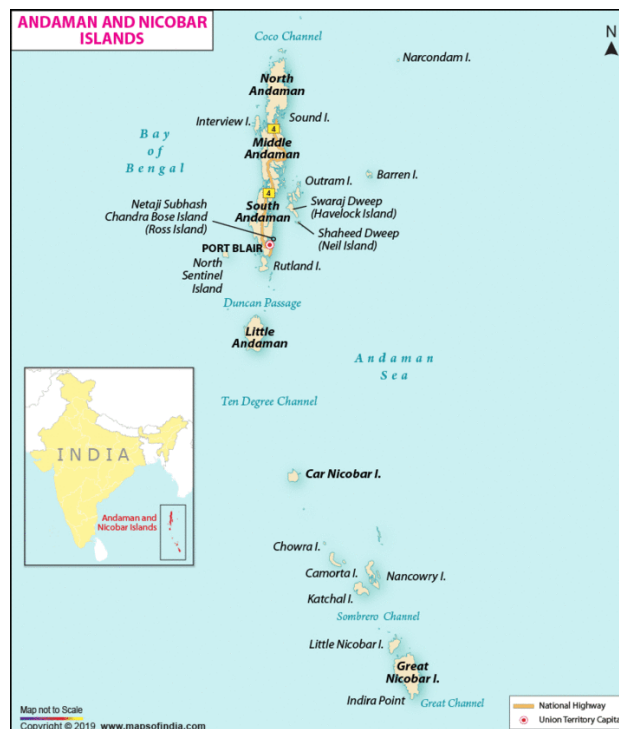 ANDAMAN AND NICOBAR
ISLANDS
N
Coco Channel
Narcondam I.
North
Andaman
Sound I.
Interview I.
4
Middle
Andaman
Bay
of
Bengal
Barren I.
Outram I.
4
Swaraj Dweep
(Havelock Island)
Netaji Subhash
Chandra Bose Island
(Ross Island)
South
Andaman
Shaheed Dweep
(Neil Island)
PORT BLAIR
North
Sentinel
Island
Rutland I.
Duncan Passage
Little
Andaman
Andaman
Sea
Ten Degree Channel
INDIA
Andaman and
Nicobar Islands
Car Nicobar I.
Chowra I.
Camorta I.
Nancowry I.
Katchal I.
Sombrero Channel
Little Nicobar I.
Great
Nicobar I.
Indira Point
Great Channel
Map not to Scale
Copyright © 2019 www.mapsofindia.com
National Highway
Union Territory Capital